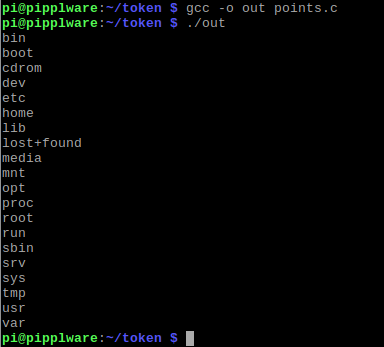 pi@pipplware:~/token $ gcc -o out points.c
pi@pipplware:~/token $ ./out
bin
boot
cdrom
dev
etc
home
lib
lost+found
media
mnt
opt
proc
root
run
sbin
srv
sys
tmp
usr
var
pi@pipplware:~/token $